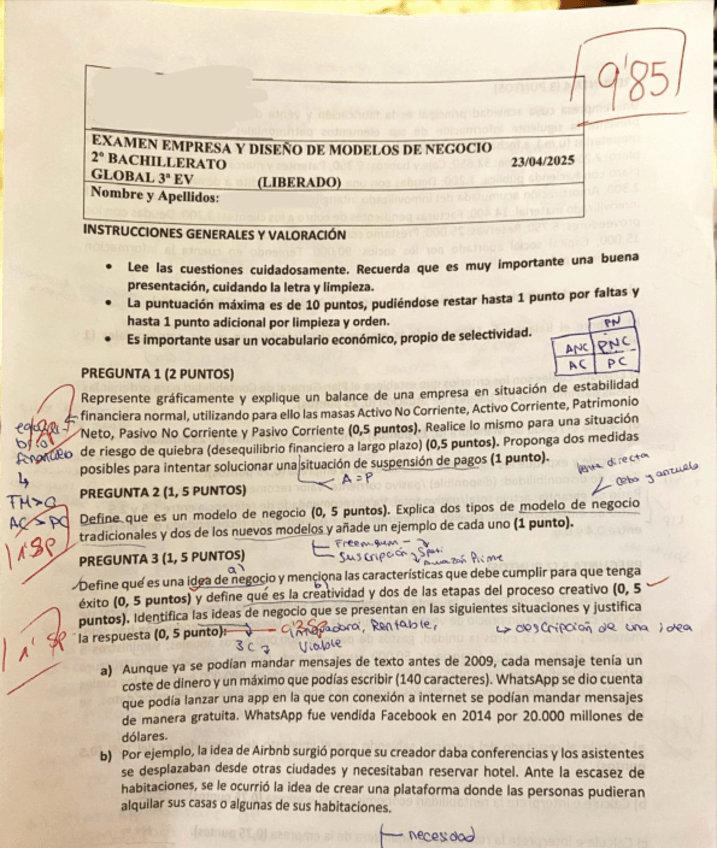 9'85
EXAMEN EMPRESA Y DISEÑO DE MODELOS DE NEGOCIO
2º BACHILLERATO 23/04/2025
GLOBAL 3ª EV (LIBERADO)
Nombre y Apellidos:
INSTRUCCIONES GENERALES Y VALORACIÓN
• Lee las cuestiones cuidadosamente. Recuerda que es muy importante una buena
presentación, cuidando la letra y limpieza.
• La puntuación máxima es de 10 puntos, pudiéndose restar hasta 1 punto por faltas y
hasta 1 punto adicional por limpieza y orden.
• Es importante usar un vocabulario económico, propio de selectividad.
PN
ANC PNC
AC PC
PREGUNTA 1 (2 PUNTOS)
Represente gráficamente y explique un balance de una empresa en situación de estabilidad
financiera normal, utilizando para ello las masas Activo No Corriente, Activo Corriente, Patrimonio
Neto, Pasivo No Corriente y Pasivo Corriente (0,5 puntos). Realice lo mismo para una situación
de riesgo de quiebra (desequilibrio financiero a largo plazo) (0,5 puntos). Proponga dos medidas
posibles para intentar solucionar una situación de suspensión de pagos (1 punto).
financiero
A = P
AC > PC
1'5p
PREGUNTA 2 (1, 5 PUNTOS)
directa
cebo y anzuelo
Define que es un modelo de negocio (0, 5 puntos). Explica dos tipos de modelo de negocio
tradicionales y dos de los nuevos modelos y añade un ejemplo de cada uno (1 punto).
Freemium
Suscripción
Prime
PREGUNTA 3 (1, 5 PUNTOS)
a)
b)
Define qué es una idea de negocio y menciona las características que debe cumplir para que tenga
éxito (0, 5 puntos) y define qué es la creatividad y dos de las etapas del proceso creativo (0, 5
puntos). Identifica las ideas de negocio que se presentan en las siguientes situaciones y justifica
la respuesta (0, 5 punto):
Rentable,
descripción de una idea
3C
Viable
1'5p
a) Aunque ya se podían mandar mensajes de texto antes de 2009, cada mensaje tenía un
coste de dinero y un máximo que podías escribir (140 caracteres). WhatsApp se dio cuenta
que podía lanzar una app en la que con conexión a internet se podían mandar mensajes
de manera gratuita. WhatsApp fue vendida Facebook en 2014 por 20.000 millones de
dólares.
b) Por ejemplo, la idea de Airbnb surgió porque su creador daba conferencias y los asistentes
se desplazaban desde otras ciudades y necesitaban reservar hotel. Ante la escasez de
habitaciones, se le ocurrió la idea de crear una plataforma donde las personas pudieran
alquilar sus casas o algunas de sus habitaciones.
necesidad